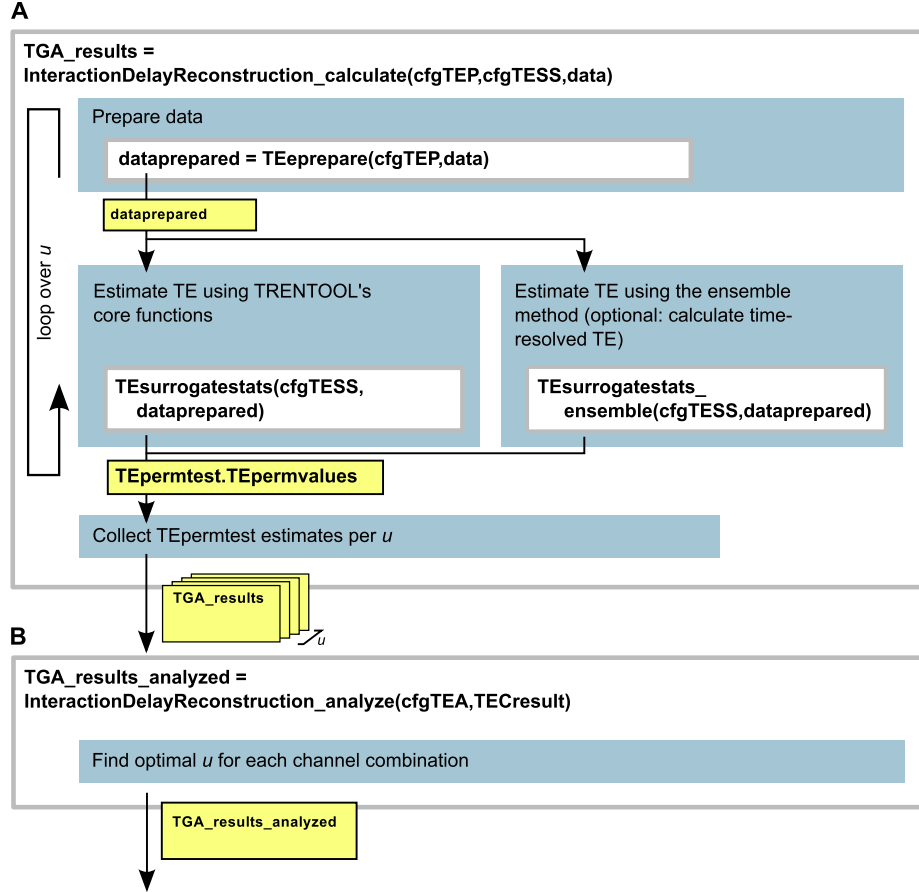 A
TGA_results =
InteractionDelayReconstruction_calculate(cfgTEP,cfgTESS,data)
Prepare data
dataprepared = TEeprepare(cfgTEP,data)
dataprepared
loop over u
Estimate TE using TRENTOOL's
core functions
TEsurrogatestats(cfgTESS,
dataprepared)
Estimate TE using the ensemble
method (optional: calculate time-
resolved TE)
TEsurrogatestats_
ensemble(cfgTESS,dataprepared)
TEpermtest.TEpermvalues
Collect TEpermtest estimates per u
TGA_results
u
B
TGA_results_analyzed =
InteractionDelayReconstruction_analyze(cfgTEA,TECresult)
Find optimal u for each channel combination
TGA_results_analyzed